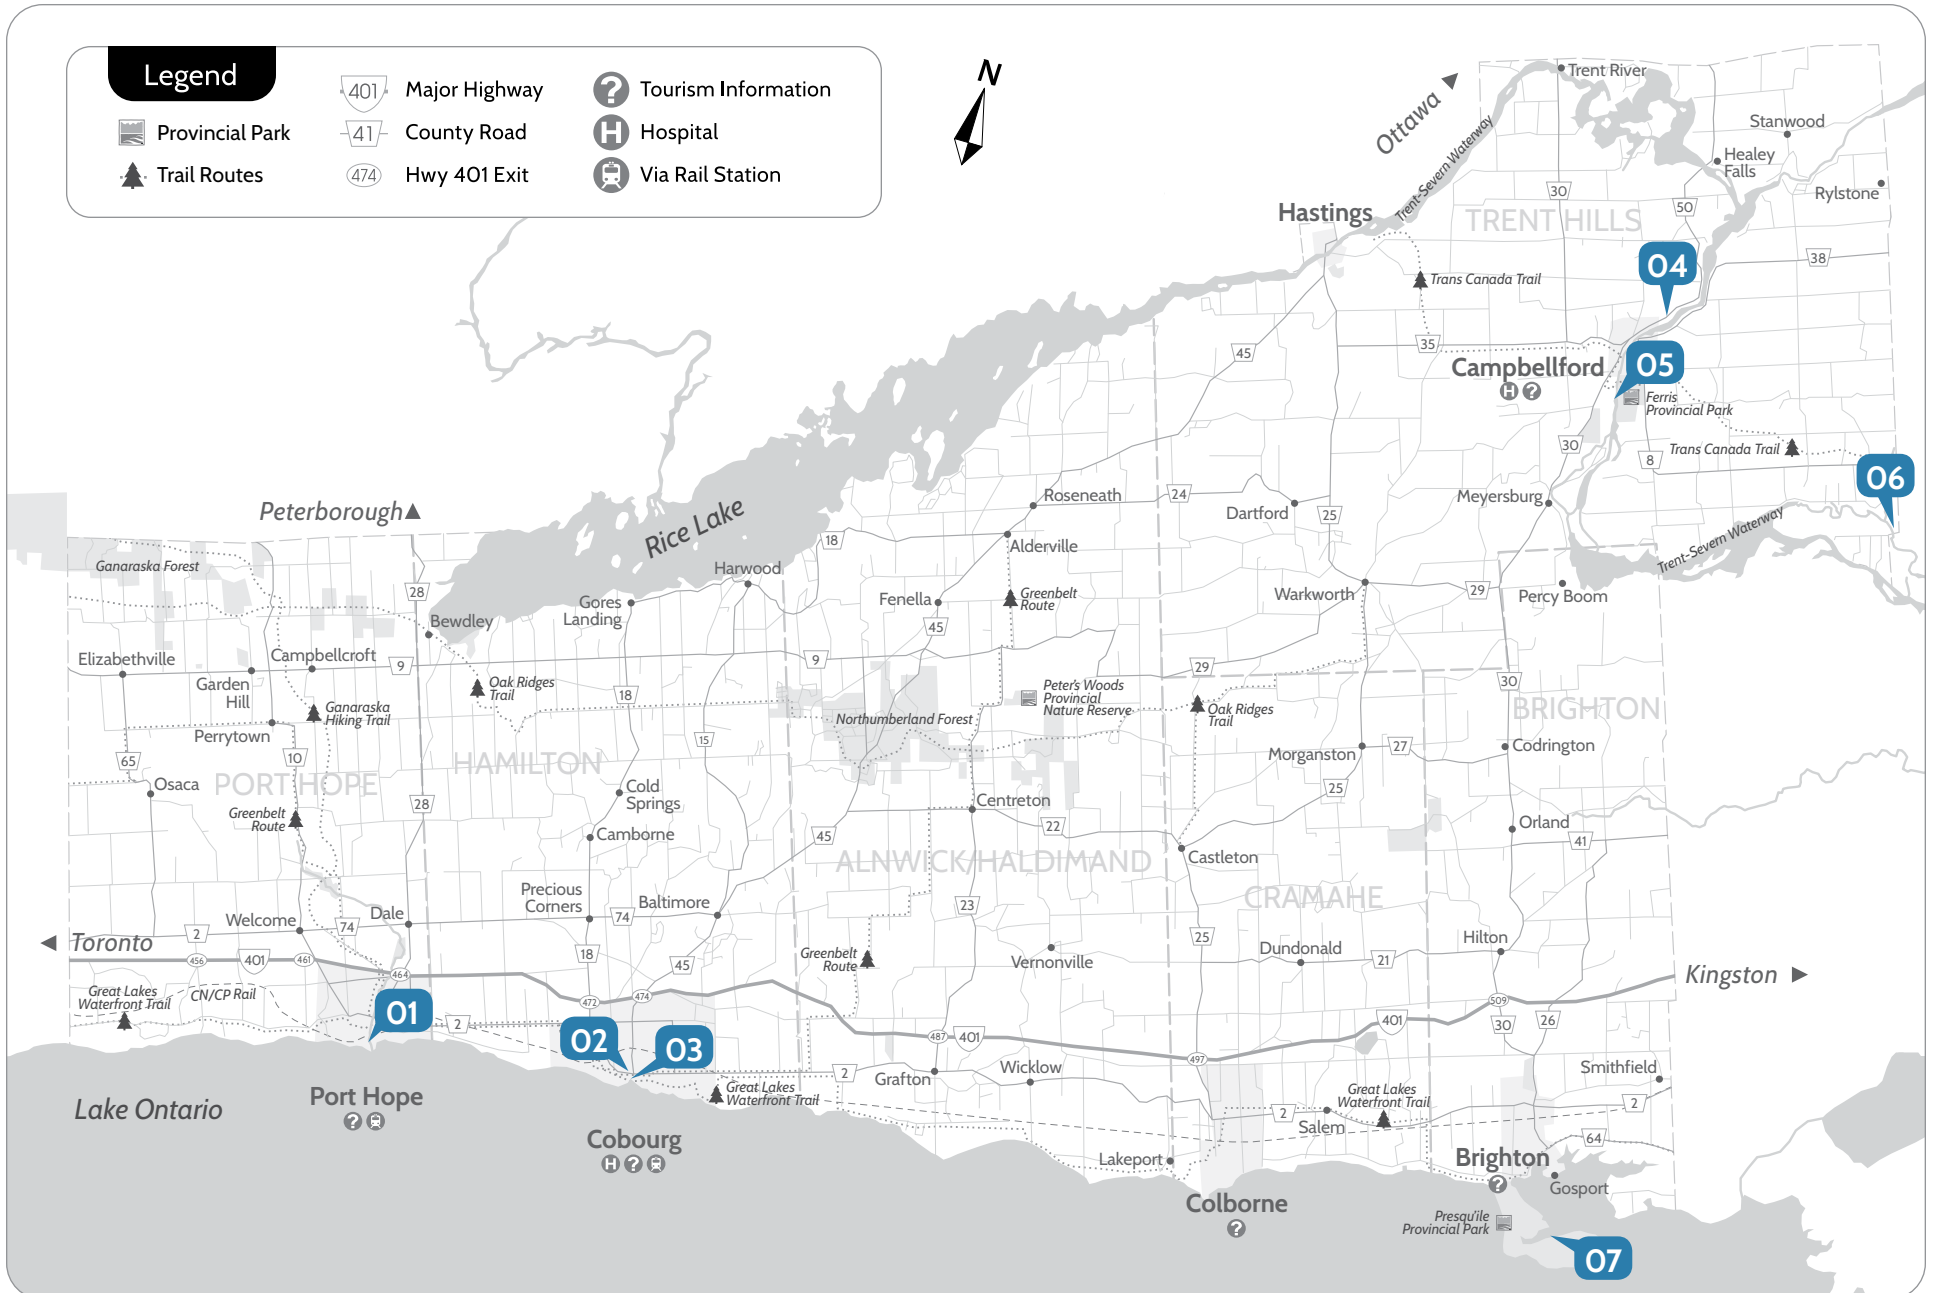 Legend
Provincial Park
Trail Routes
401
Major Highway
41
County Road
474
Hwy 401 Exit
?
Tourism Information
H
Hospital
Via Rail Station
N
Ottawa
Trent-Severn Waterway
Trent River
Stanwood
Healey
Falls
Rylstone
30
50
TRENT HILLS
Hastings
38
04
Trans Canada Trail
35
45
Campbellford
H ?
05
Ferris
Provincial Park
30
8
Trans Canada Trail
06
Meyersburg
Trent-Severn Waterway
Peterborough
Rice Lake
Roseneath
24
Dartford
25
18
Alderville
Ganaraska Forest
Harwood
28
Gores
Landing
Fenella
Greenbelt
Route
45
Warkworth
29
Percy Boom
Bewdley
Elizabethville
Campbellcroft
9
9
29
Garden
Hill
Oak Ridges
Trail
18
Peter's Woods
Provincial
Nature Reserve
30
Ganaraska
Hiking Trail
Northumberland Forest
Oak Ridges
Trail
BRIGHTON
Perrytown
15
65
10
HAMILTON
Morganston
27
Codrington
Osaca
PORT HOPE
Cold
Springs
25
28
Centreton
Greenbelt
Route
22
Camborne
45
Orland
41
Castleton
ALNWICK/HALDIMAND
CRAMAHE
Precious
Corners
Baltimore
23
Welcome
74
Dale
74
2
Toronto
25
Hilton
Dundonald
21
18
45
Greenbelt
Route
Vernonville
456
401
461
464
Kingston
Great Lakes
Waterfront Trail
CN/CP Rail
472
474
509
01
2
401
30
26
02
03
487
401
497
2
Grafton
Wicklow
Smithfield
Great Lakes
Waterfront Trail
Great Lakes
Waterfront Trail
Lake Ontario
Port Hope
?
2
Salem
2
64
Cobourg
H ?
Lakeport
Brighton
?
Gosport
Colborne
?
Presqu'ile
Provincial Park
07